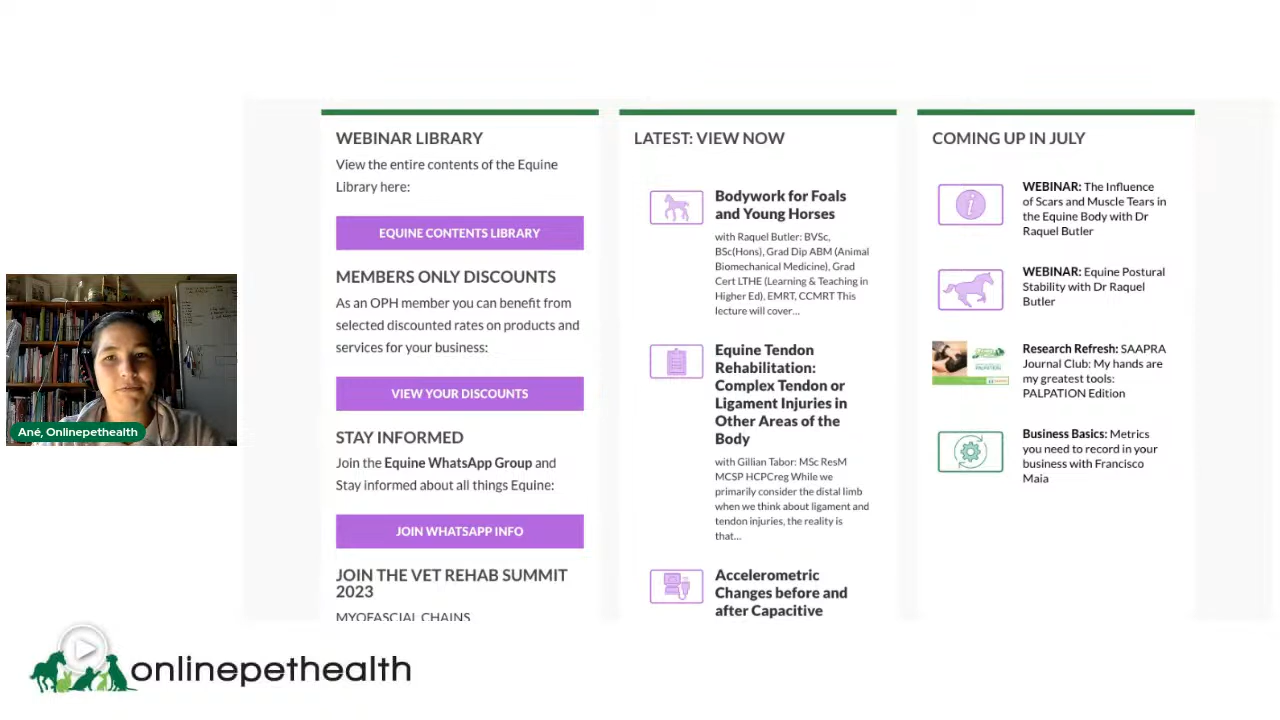 WEBINAR LIBRARY
View the entire contents of the Equine
Library here:
EQUINE CONTENTS LIBRARY
MEMBERS ONLY DISCOUNTS
As an OPH member you can benefit from
selected discounted rates on products and
services for your business:
VIEW YOUR DISCOUNTS
STAY INFORMED
Join the Equine WhatsApp Group and
Stay informed about all things Equine:
JOIN WHATSAPP INFO
JOIN THE VET REHAB SUMMIT
2023
MYOFASCIAL CHAINS
LATEST: VIEW NOW
Bodywork for Foals
and Young Horses
with Raquel Butler: BVSc,
BSc(Hons), Grad Dip ABM (Animal
Biomechanical Medicine), Grad
Cert LTHE (Learning & Teaching in
Higher Ed), EMRT, CCMRT This
lecture will cover...
Equine Tendon
Rehabilitation:
Complex Tendon or
Ligament Injuries in
Other Areas of the
Body
with Gillian Tabor: MSc ResM
MCSP HCPCreg While we
primarily consider the distal limb
when we think about ligament and
tendon injuries, the reality is
that...
Accelerometric
Changes before and
after Capacitive
COMING UP IN JULY
WEBINAR: The Influence
of Scars and Muscle Tears in
the Equine Body with Dr
Raquel Butler
WEBINAR: Equine Postural
Stability with Dr Raquel
Butler
Research Refresh: SAAPRA
Journal Club: My hands are
my greatest tools:
PALPATION Edition
Business Basics: Metrics
you need to record in your
business with Francisco
Maia
Ané, Onlinepethealth
onlinepethealth